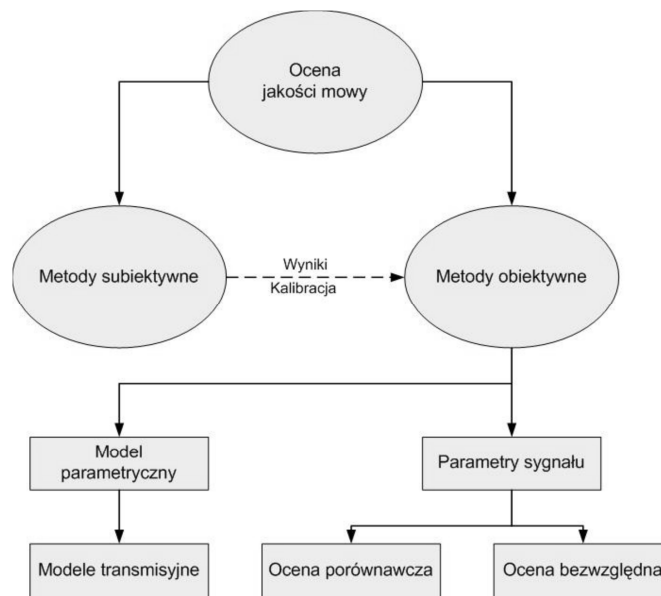 Ocena
jakości mowy
Metody subiektywne
Wyniki
Kalibracja
Metody obiektywne
Model
parametryczny
Parametry sygnału
Modele transmisyjne
Ocena porównawcza
Ocena bezwzględna